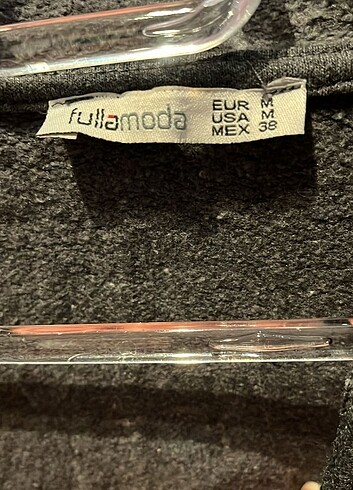 fullamoda
EUR M
USA M
MEX 38